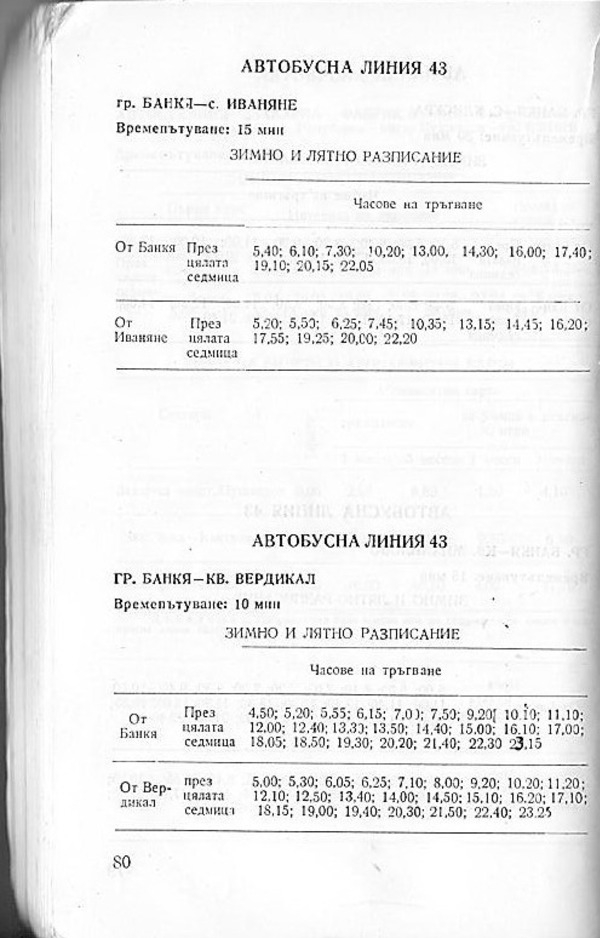 АВТОБУСНА ЛИНИЯ 43
гр. БАНКЯ—с. ИВАНЯНЕ
Времепътуване: 15 мин
ЗИМНО И ЛЯТНО РАЗПИСАНИЕ
Часове на тръгване
От Банкя През 5,40; 6,10; 7,30; 10,20; 13,00, 14,30; 16,00; 17,40;
цялата 19,10; 20,15; 22,05
седмица
От През 5,20; 5,50; 6,25; 7,45; 10,35; 13,15; 14,45; 16,20;
Иваняне цялата 17,55; 19,25; 20,00; 22,20
седмица
АВТОБУСНА ЛИНИЯ 43
ГР. БАНКЯ—КВ. ВЕРДИКАЛ
Времепътуване: 10 мин
ЗИМНО И ЛЯТНО РАЗПИСАНИЕ
Часове на тръгване
От През 4,50; 5,20; 5,55; 6,15; 7,00; 7,50; 9,20[ 10.10; 11,10;
Банкя цялата 12,00; 12,40; 13,30; 13,50; 14,40; 15,00; 16,10; 17,00;
седмица 18,05; 18,50; 19,30; 20,20; 21,40; 22,30 23,15
От Вер- през 5,00; 5,30; 6,05; 6,25; 7,10; 8,00; 9,20; 10,20; 11,20;
дикал цялата 12,10; 12,50; 13,40; 14,00; 14,50; 15,10; 16,20; 17,10;
седмица 18,15; 19,00; 19,40; 20,30; 21,50; 22,40; 23,25
80